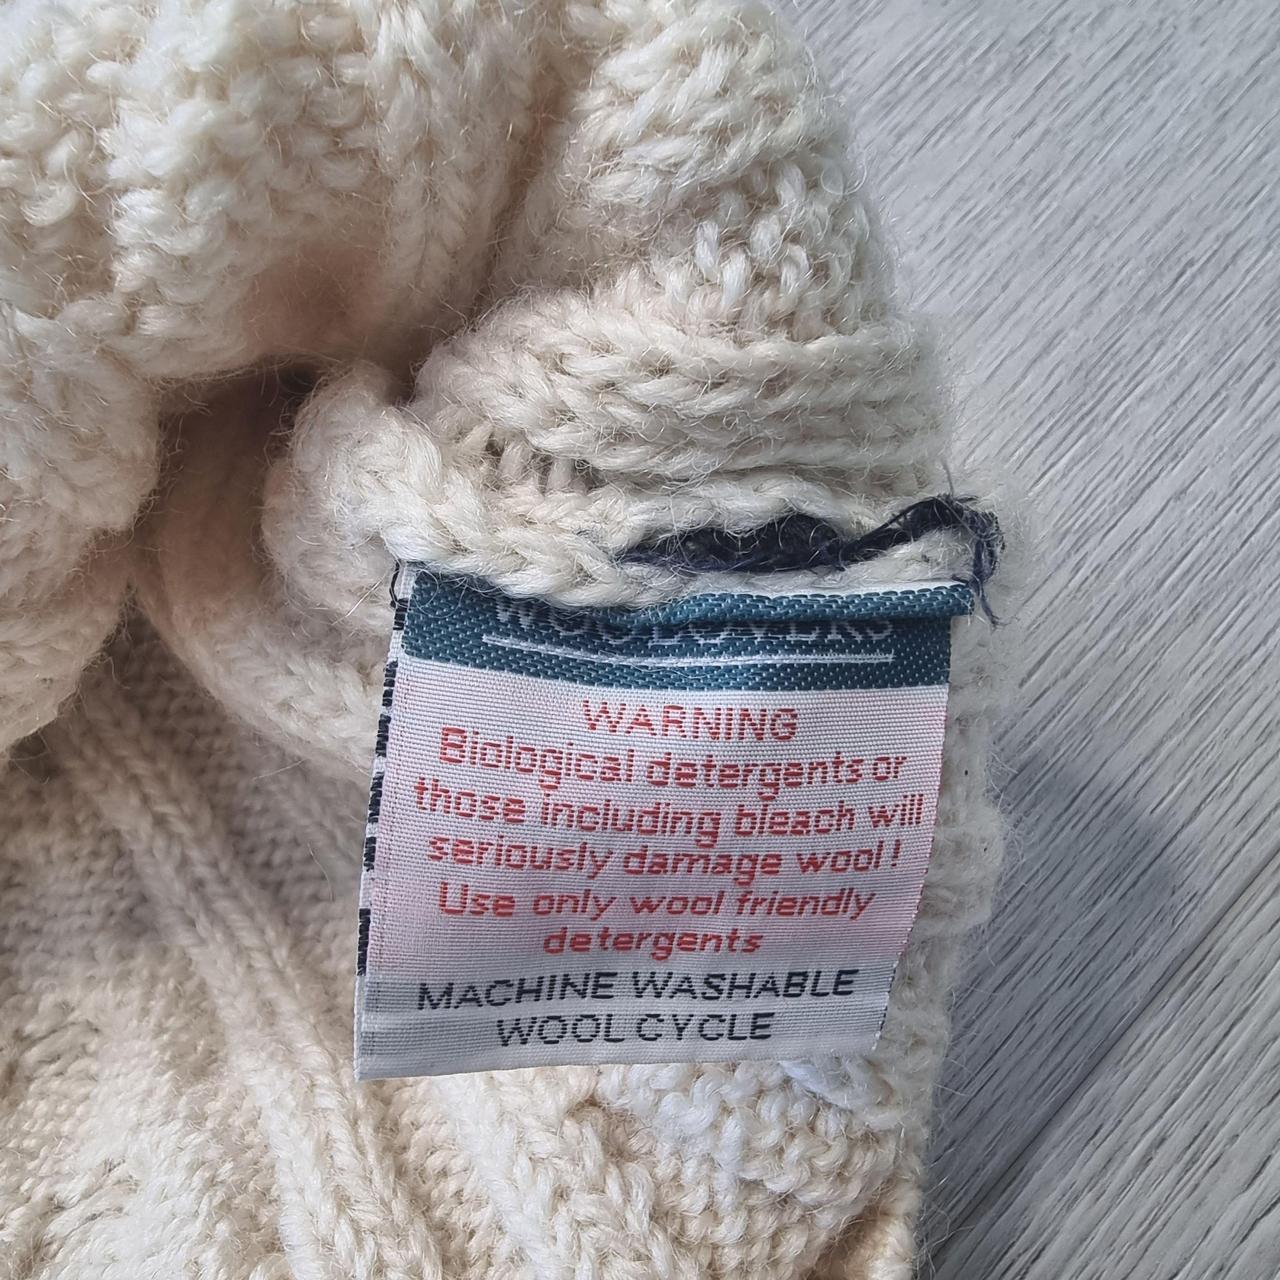 WOOLOVERS
WARNING
Biological detergents or
those including bleach will
seriously damage wool!
Use only wool friendly
detergents
MACHINE WASHABLE
WOOL CYCLE